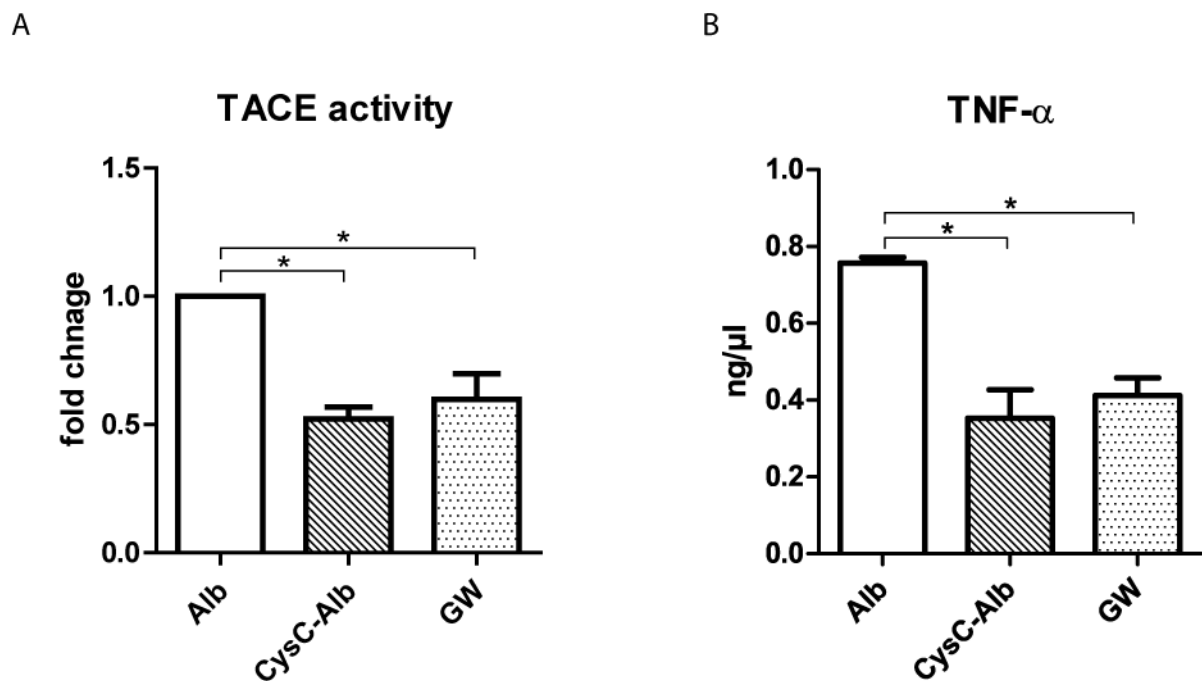 A
TACE activity
fold chnage
1.5
1.0
0.5
0.0
*
*
Alb
CysC-Alb
GW
B
TNF-α
ng/µl
1.0
0.8
0.6
0.4
0.2
0.0
*
*
Alb
CysC-Alb
GW